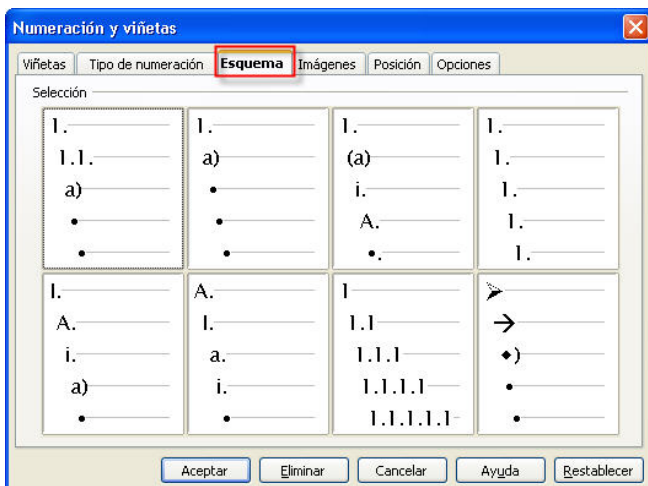 Numeración y viñetas
Viñetas Tipo de numeración Esquema Imágenes Posición Opciones
Selección
1. 1. 1. 1.
1.1. a) (a) 1.
a) • i. 1.
• • A. 1.
• • •. 1.
I. A. 1 ➢
A. I. 1.1 →
i. a. 1.1.1 ◆)
a) i. 1.1.1.1 •
• • 1.1.1.1.1 •
Aceptar Eliminar Cancelar Ayuda Restablecer